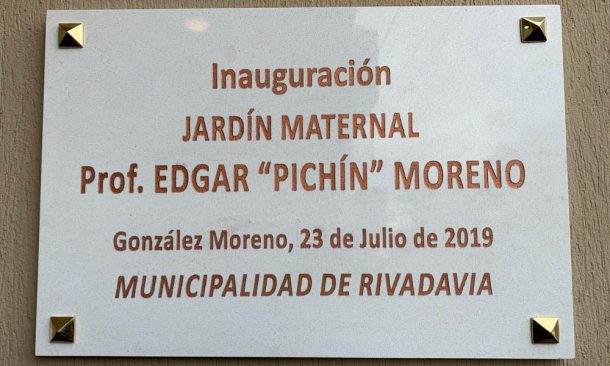 Inauguración
JARDÍN MATERNAL
Prof. EDGAR “PICHÍN” MORENO
González Moreno, 23 de Julio de 2019
MUNICIPALIDAD DE RIVADAVIA